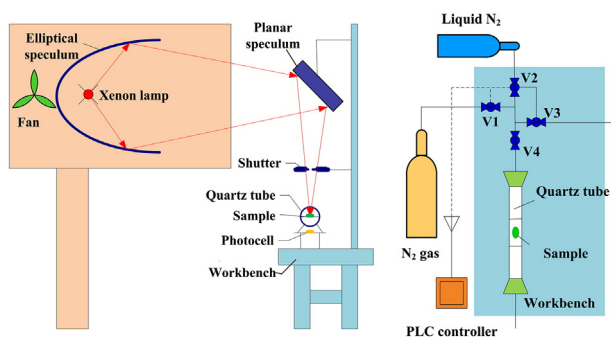 Elliptical
speculum
Fan
Xenon lamp
Planar
speculum
Shutter
Quartz tube
Sample
Photocell
Workbench
Liquid N₂
V2
V1
V3
V4
N₂ gas
Quartz tube
Sample
Workbench
PLC controller